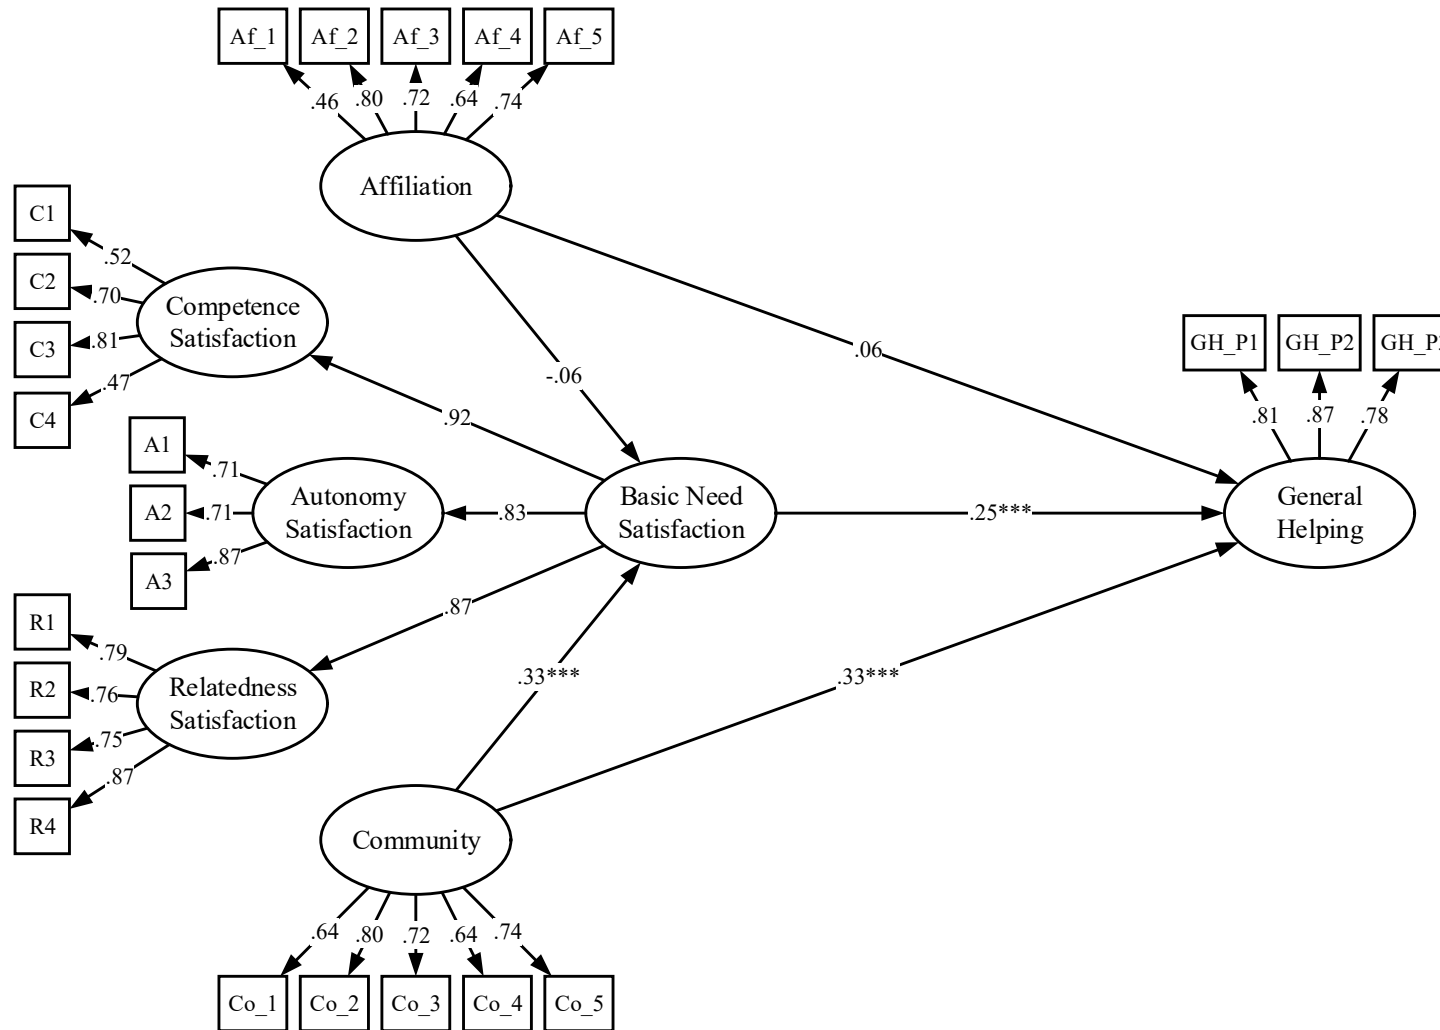 Af_1 Af_2 Af_3 Af_4 Af_5
.46 .80 .72 .64 .74
Affiliation
C1
C2
C3
C4
.52
.70
.81
.47
Competence
Satisfaction
-.06
.06
.92
GH_P1 GH_P2
.81 .87 .78
A1
A2
A3
.71
.71
.87
Autonomy
Satisfaction
.83
Basic Need
Satisfaction
.25***
General
Helping
R1
R2
R3
R4
.79
.76
.75
.87
Relatedness
Satisfaction
.87
.33***
.33***
Community
.64 .80 .72 .64 .74
Co_1 Co_2 Co_3 Co_4 Co_5